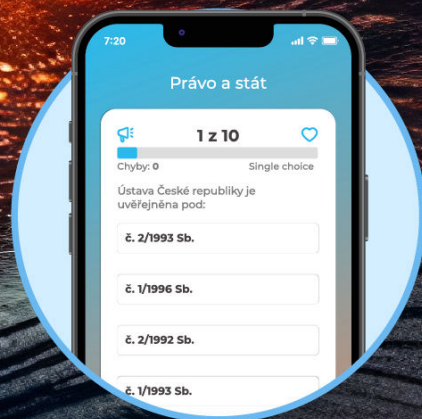 7:20
Právo a stát
1 z 10
Chyby: 0 Single choice
Ústava České republiky je
uvěřejněna pod:
č. 2/1993 Sb.
č. 1/1996 Sb.
č. 2/1992 Sb.
č. 1/1993 Sb.